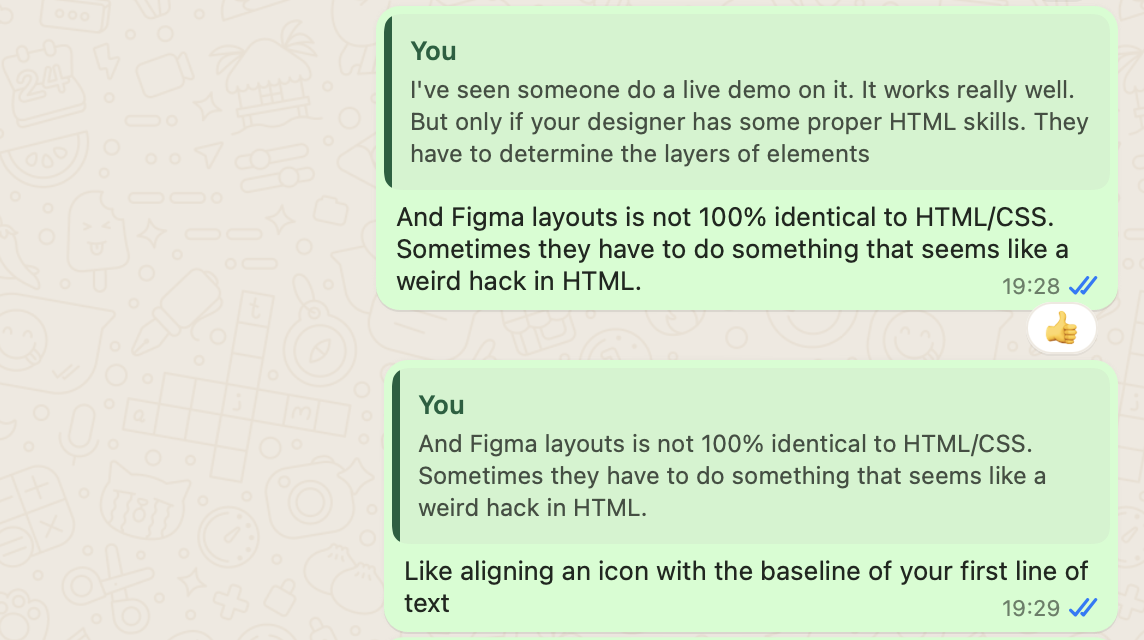 You
I've seen someone do a live demo on it. It works really well.
But only if your designer has some proper HTML skills. They
have to determine the layers of elements
And Figma layouts is not 100% identical to HTML/CSS.
Sometimes they have to do something that seems like a
weird hack in HTML.
19:28
You
And Figma layouts is not 100% identical to HTML/CSS.
Sometimes they have to do something that seems like a
weird hack in HTML.
Like aligning an icon with the baseline of your first line of
text
19:29